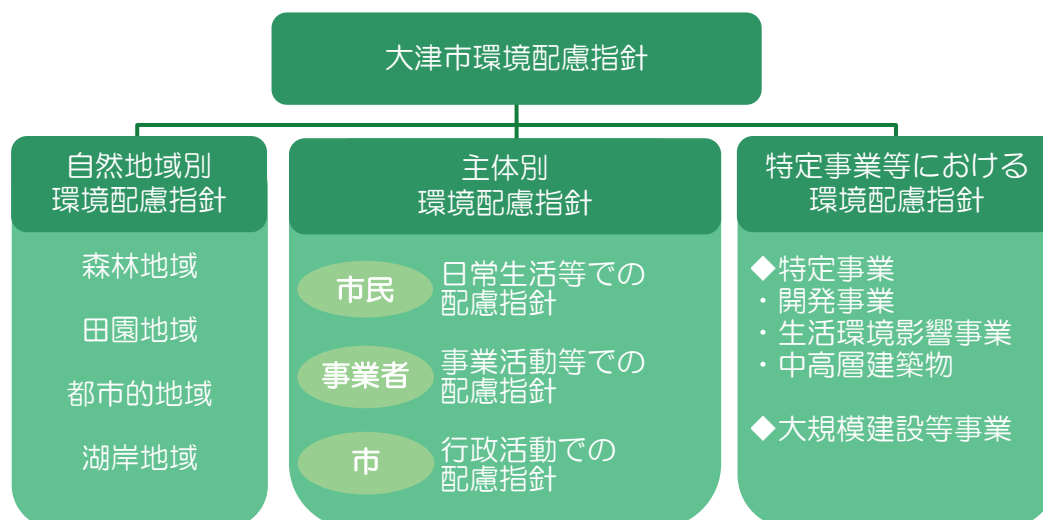 大津市環境配慮指針
自然地域別
環境配慮指針
森林地域
田園地域
都市的地域
湖岸地域
主体別
環境配慮指針
市民
日常生活等での
配慮指針
事業者
事業活動等での
配慮指針
市
行政活動での
配慮指針
特定事業等における
環境配慮指針
◆特定事業
・開発事業
・生活環境影響事業
・中高層建築物
◆大規模建設等事業